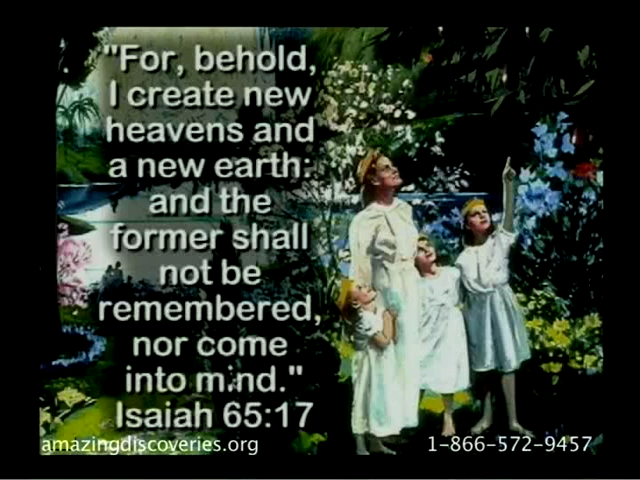 "For, behold,
I create new
heavens and
a new earth:
and the
former shall
not be
remembered,
nor come
into mind."
Isaiah 65:17
amazingdiscoveries.org 1-866-572-9457